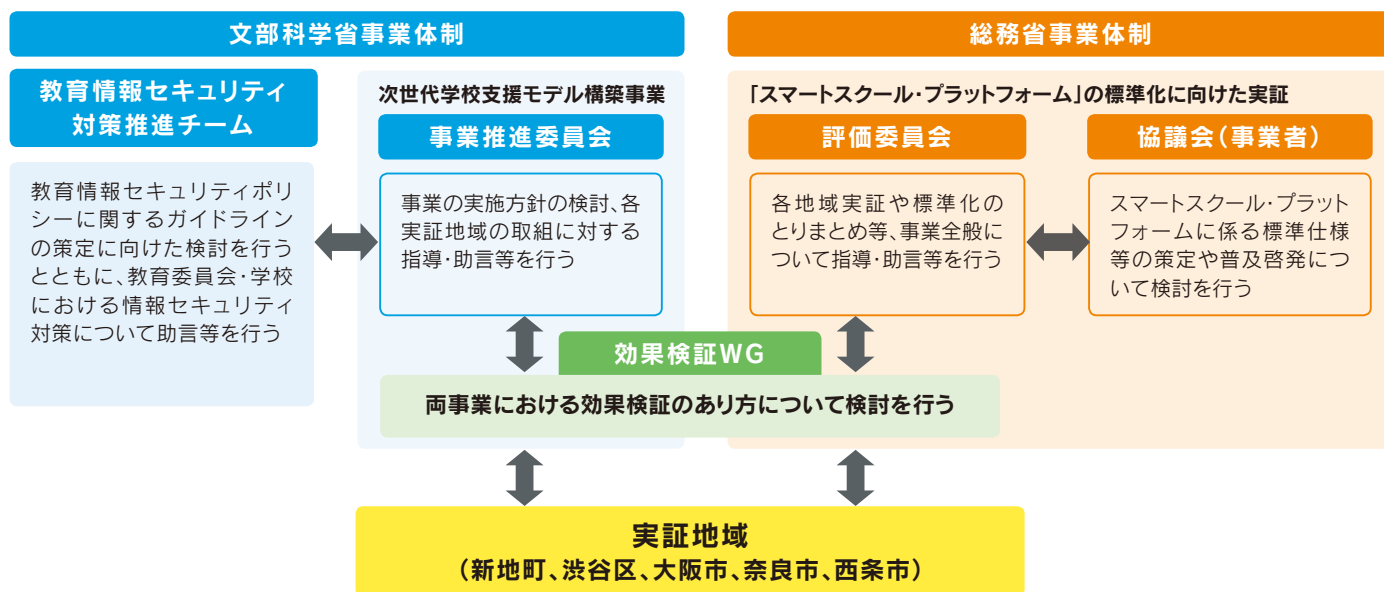 文部科学省事業体制
教育情報セキュリティ
対策推進チーム
教育情報セキュリティポリ
シーに関するガイドライン
の策定に向けた検討を行う
とともに、教育委員会・学校
における情報セキュリティ
対策について助言等を行う
次世代学校支援モデル構築事業
事業推進委員会
事業の実施方針の検討、各
実証地域の取組に対する
指導・助言等を行う
総務省事業体制
「スマートスクール・プラットフォーム」の標準化に向けた実証
評価委員会
各地域実証や標準化の
とりまとめ等、事業全般に
ついて指導・助言等を行う
協議会（事業者）
スマートスクール・プラット
フォームに係る標準仕様
等の策定や普及啓発につ
いて検討を行う
効果検証WG
両事業における効果検証のあり方について検討を行う
実証地域
（新地町、渋谷区、大阪市、奈良市、西条市）